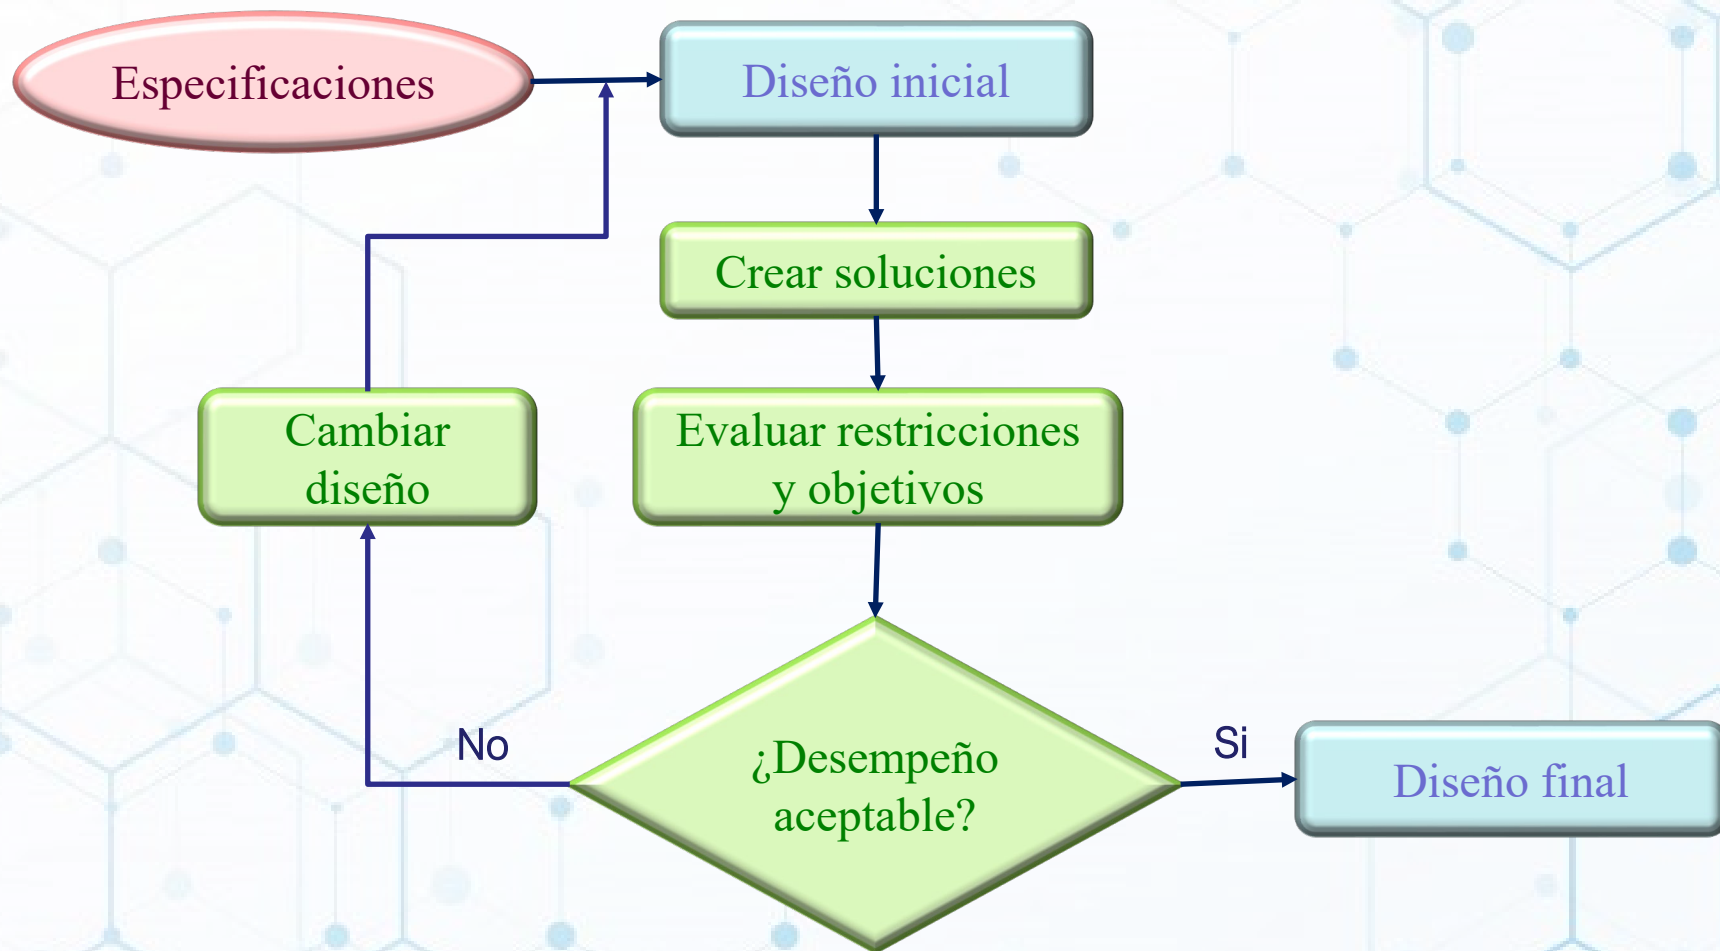 Especificaciones
Diseño inicial
Crear soluciones
Cambiar
diseño
Evaluar restricciones
y objetivos
No
¿Desempeño
aceptable?
Si
Diseño final